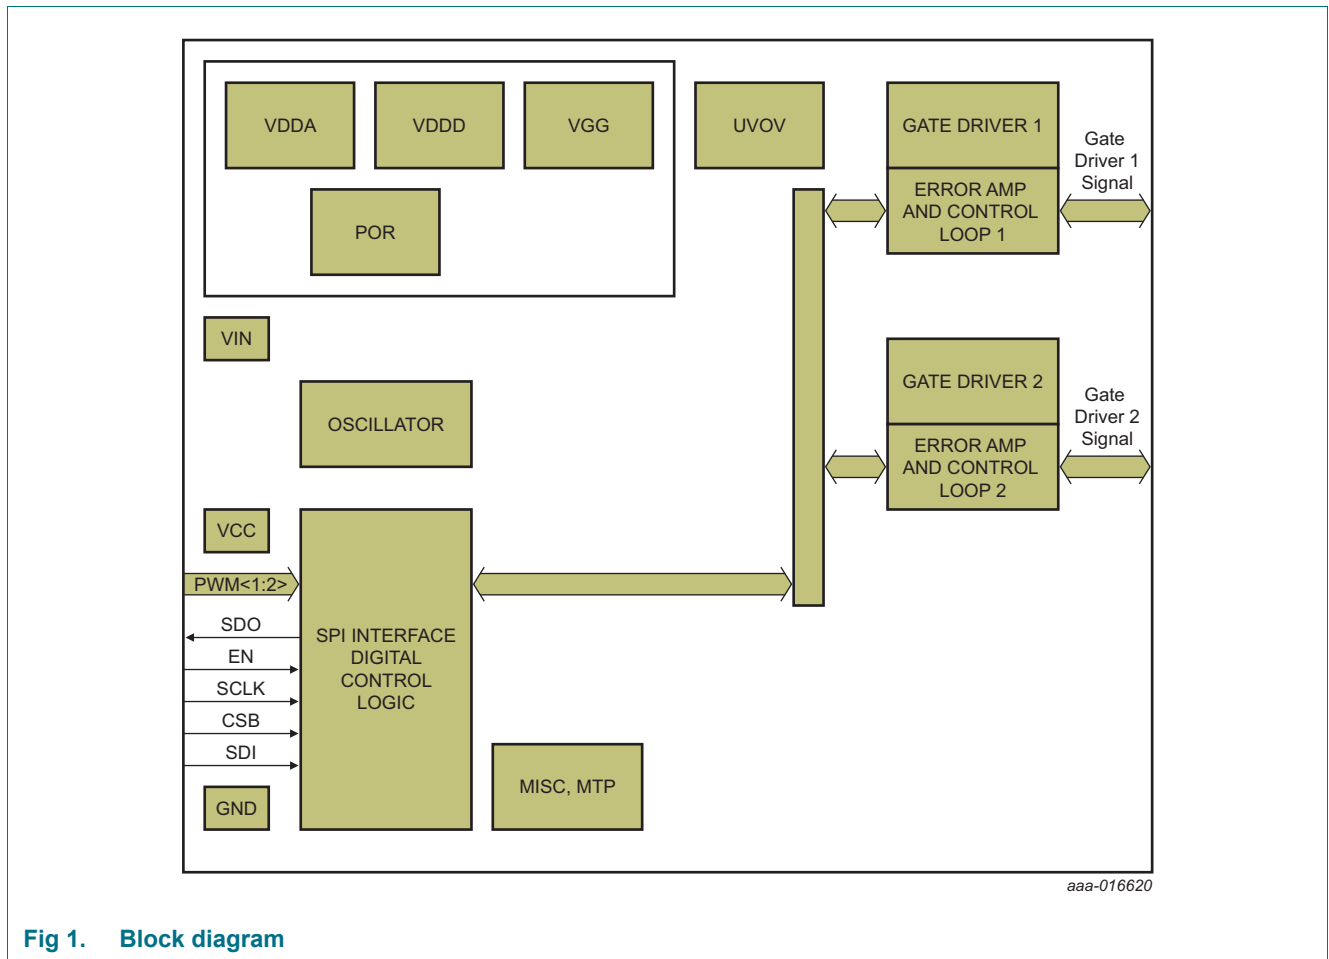 VDDA
VDDD
VGG
UVOV
GATE DRIVER 1
Gate
Driver 1
Signal
POR
ERROR AMP
AND CONTROL
LOOP 1
VIN
OSCILLATOR
GATE DRIVER 2
Gate
Driver 2
Signal
ERROR AMP
AND CONTROL
LOOP 2
VCC
PWM<1:2>
SDO
EN
SCLK
CSB
SDI
SPI INTERFACE
DIGITAL
CONTROL
LOGIC
GND
MISC, MTP
aaa-016620
Fig 1. Block diagram